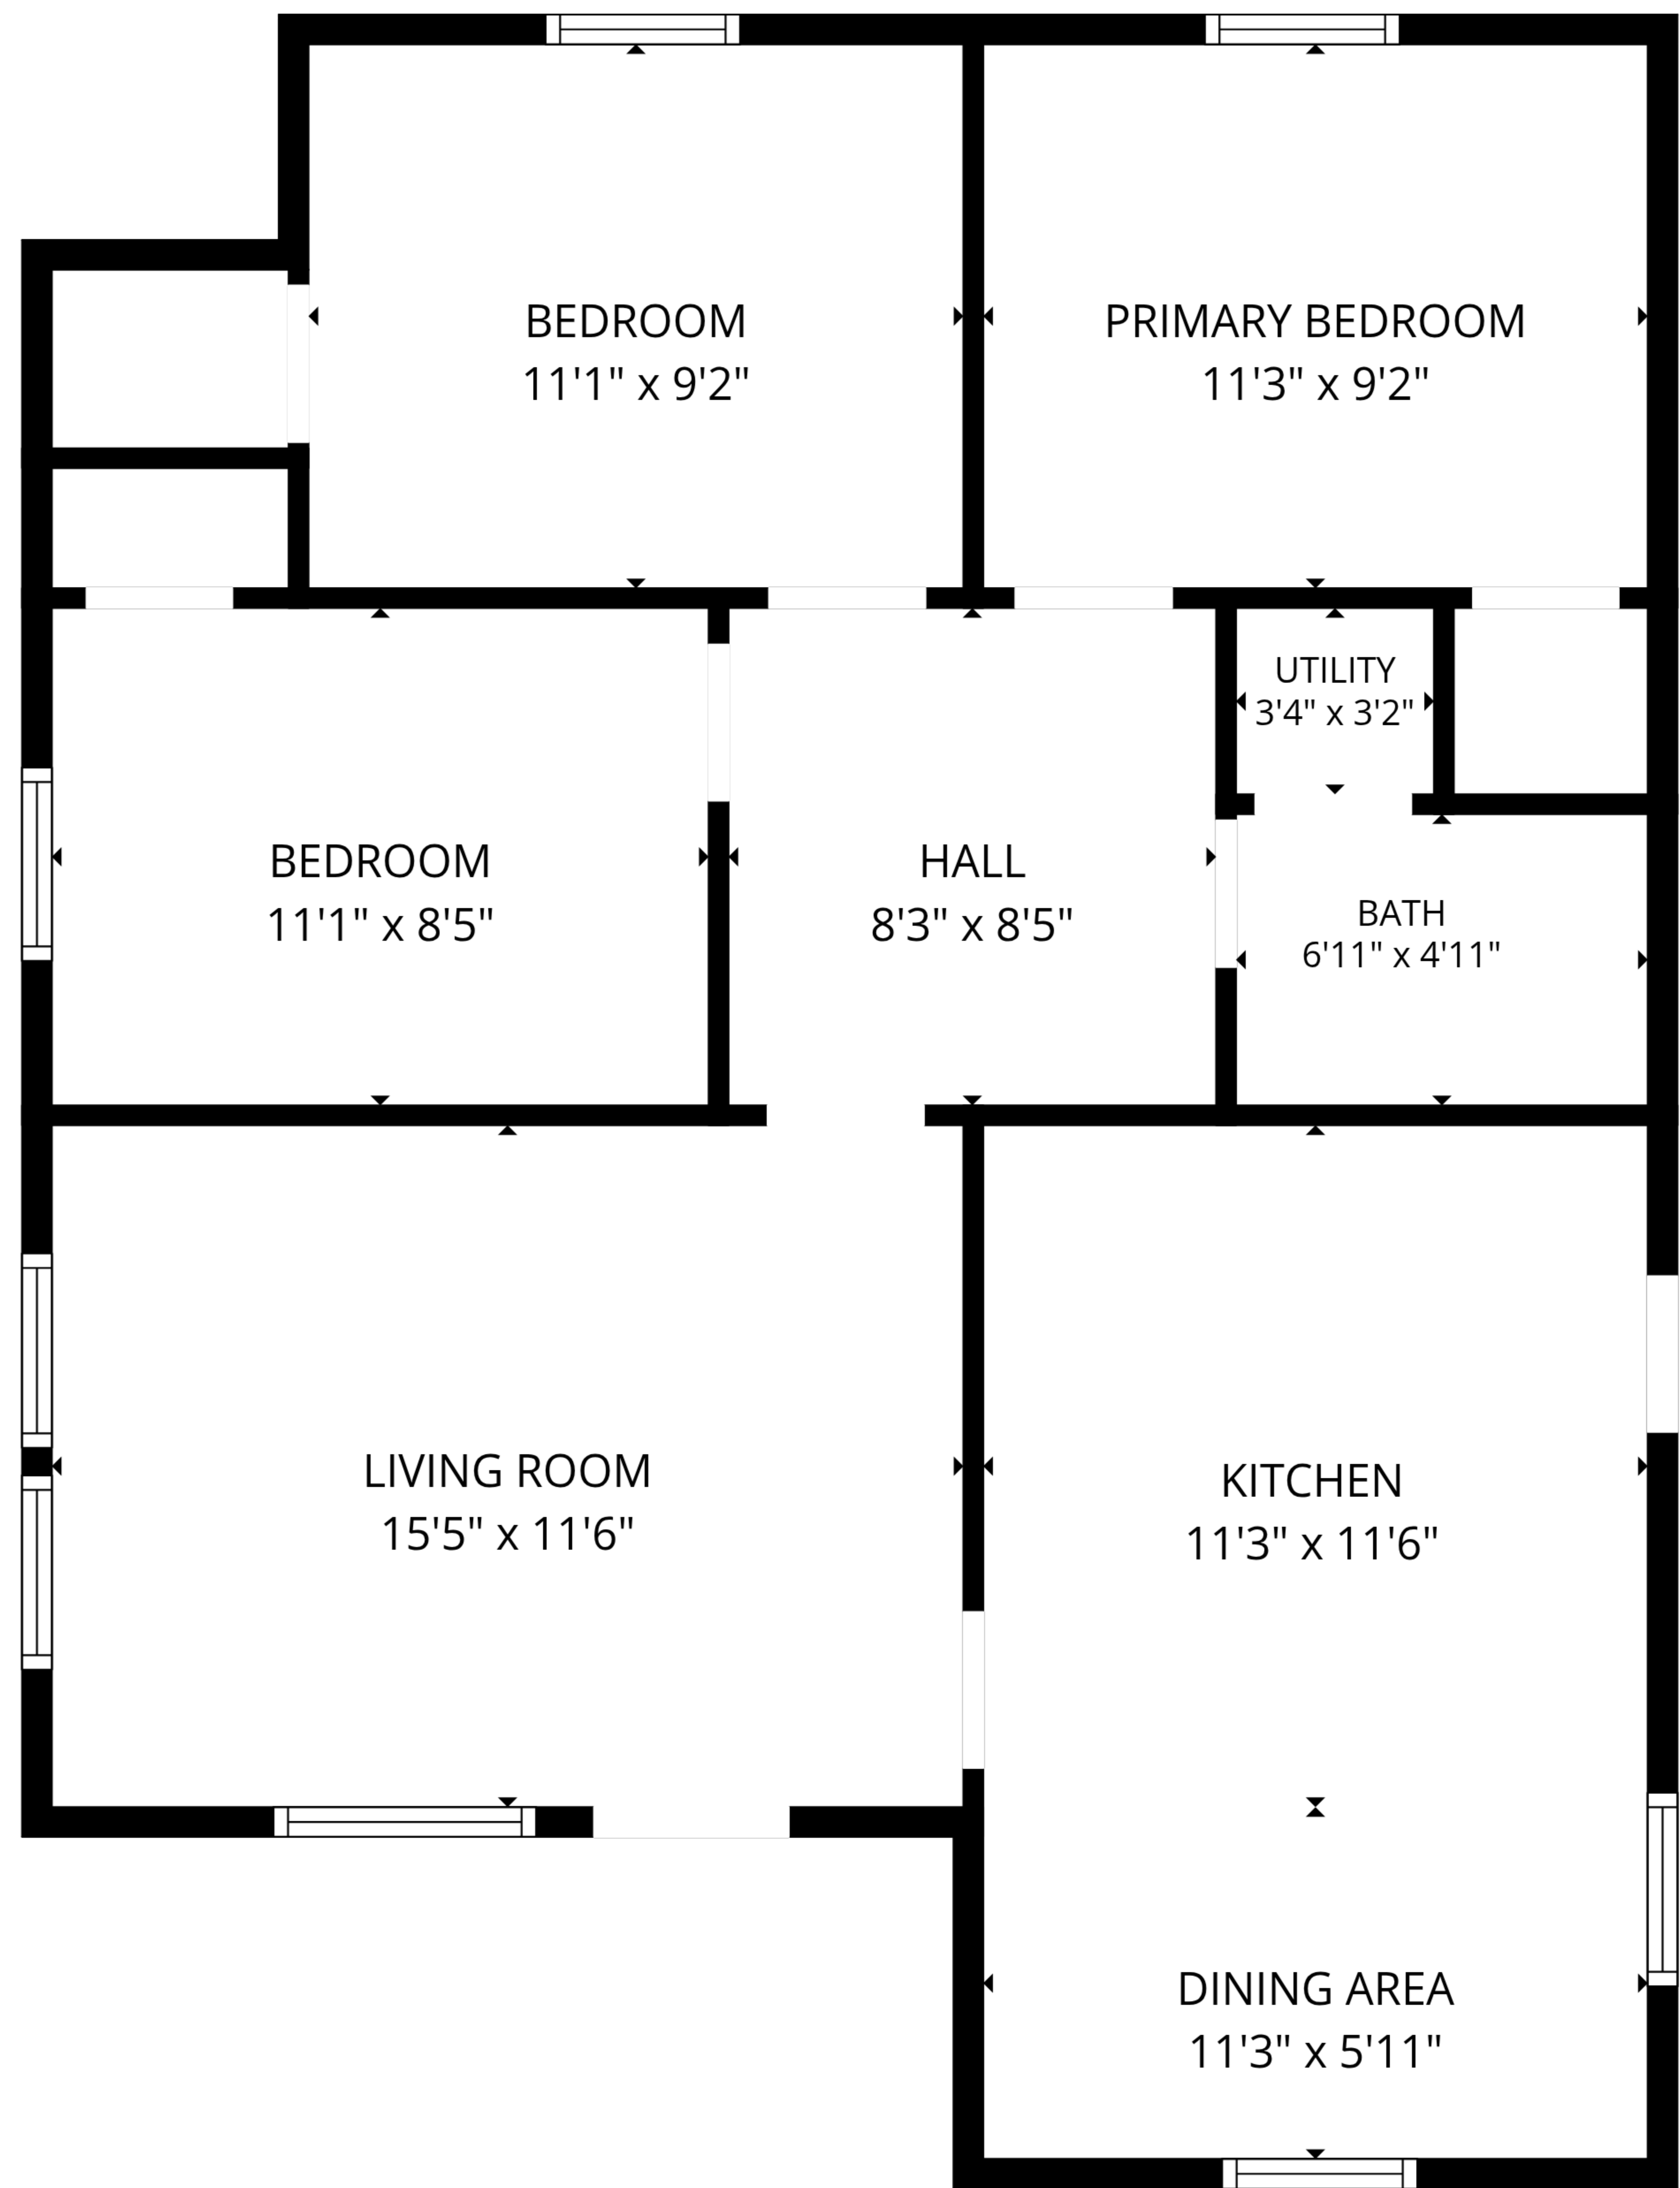 BEDROOM
11'1" x 9'2"
PRIMARY BEDROOM
11'3" x 9'2"
UTILITY
3'4" x 3'2"
BEDROOM
11'1" x 8'5"
HALL
8'3" x 8'5"
BATH
6'11" x 4'11"
LIVING ROOM
15'5" x 11'6"
KITCHEN
11'3" x 11'6"
DINING AREA
11'3" x 5'11"